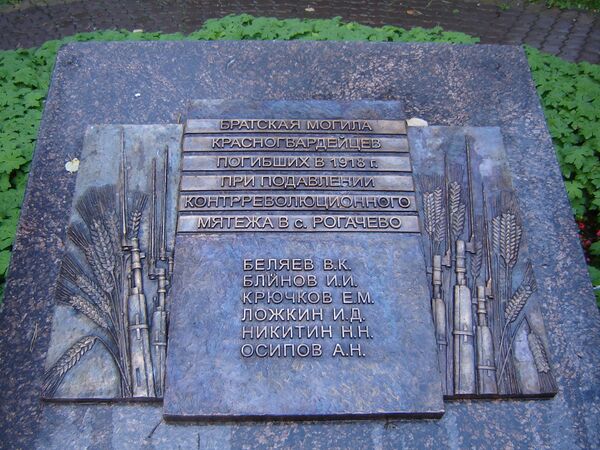 БРАТСКАЯ МОГИЛА
КРАСНОГВАРДЕЙЦЕВ
ПОГИБШИХ В 1918 г.
ПРИ ПОДАВЛЕНИИ
КОНТРРЕВОЛЮЦИОННОГО
МЯТЕЖА В с. РОГАЧЕВО
БЕЛЯЕВ В.К.
БЛИНОВ И.И.
КРЮЧКОВ Е.М.
ЛОЖКИН И.Д.
НИКИТИН Н.Н.
ОСИПОВ А.Н.